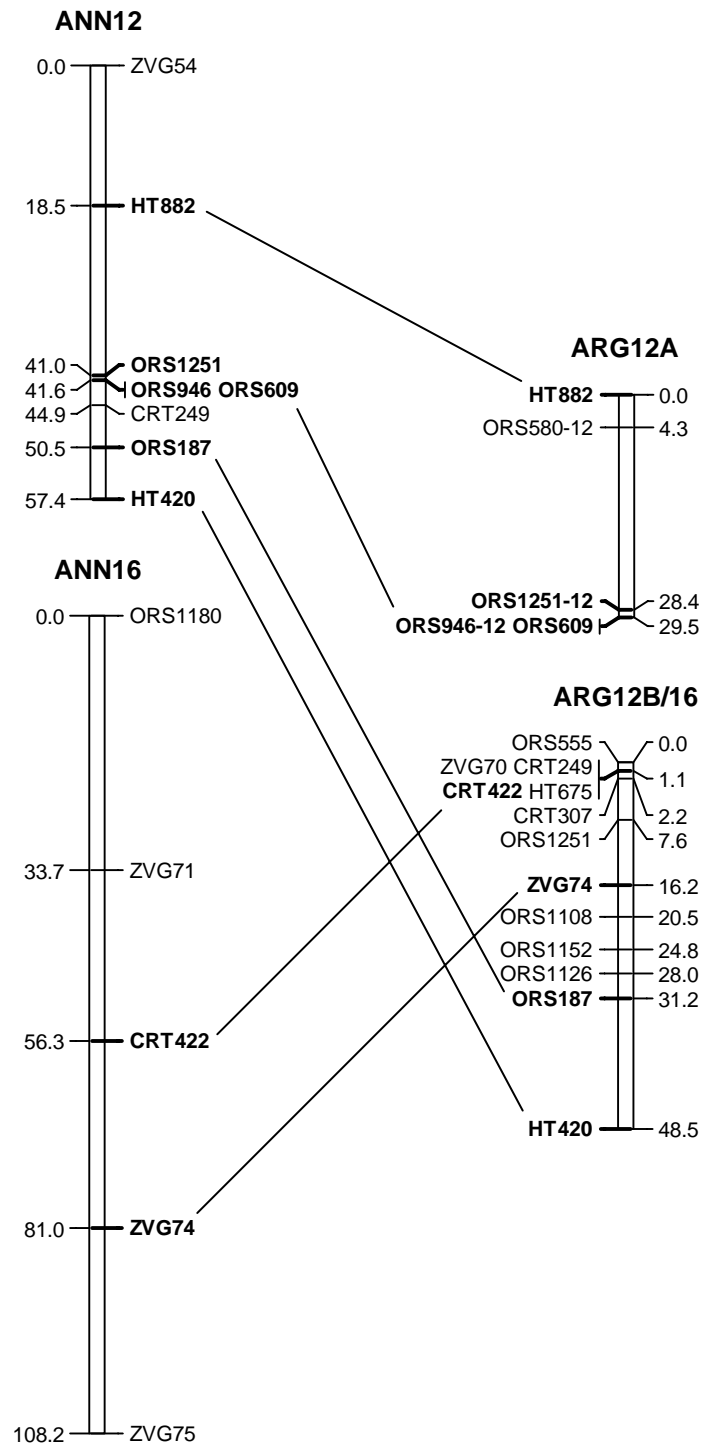 ANN12
0.0 ZVG54
18.5 HT882
41.0 ORS1251
41.6 ORS946 ORS609
44.9 CRT249
50.5 ORS187
57.4 HT420
ANN16
0.0 ORS1180
33.7 ZVG71
56.3 CRT422
81.0 ZVG74
108.2 ZVG75
ARG12A
HT882 0.0
ORS580-12 4.3
ORS1251-12 28.4
ORS946-12 ORS609 29.5
ARG12B/16
ORS555 0.0
ZVG70 CRT249
CRT422 HT675 1.1
CRT307 2.2
ORS1251 7.6
ZVG74 16.2
ORS1108 20.5
ORS1152 24.8
ORS1126 28.0
ORS187 31.2
HT420 48.5